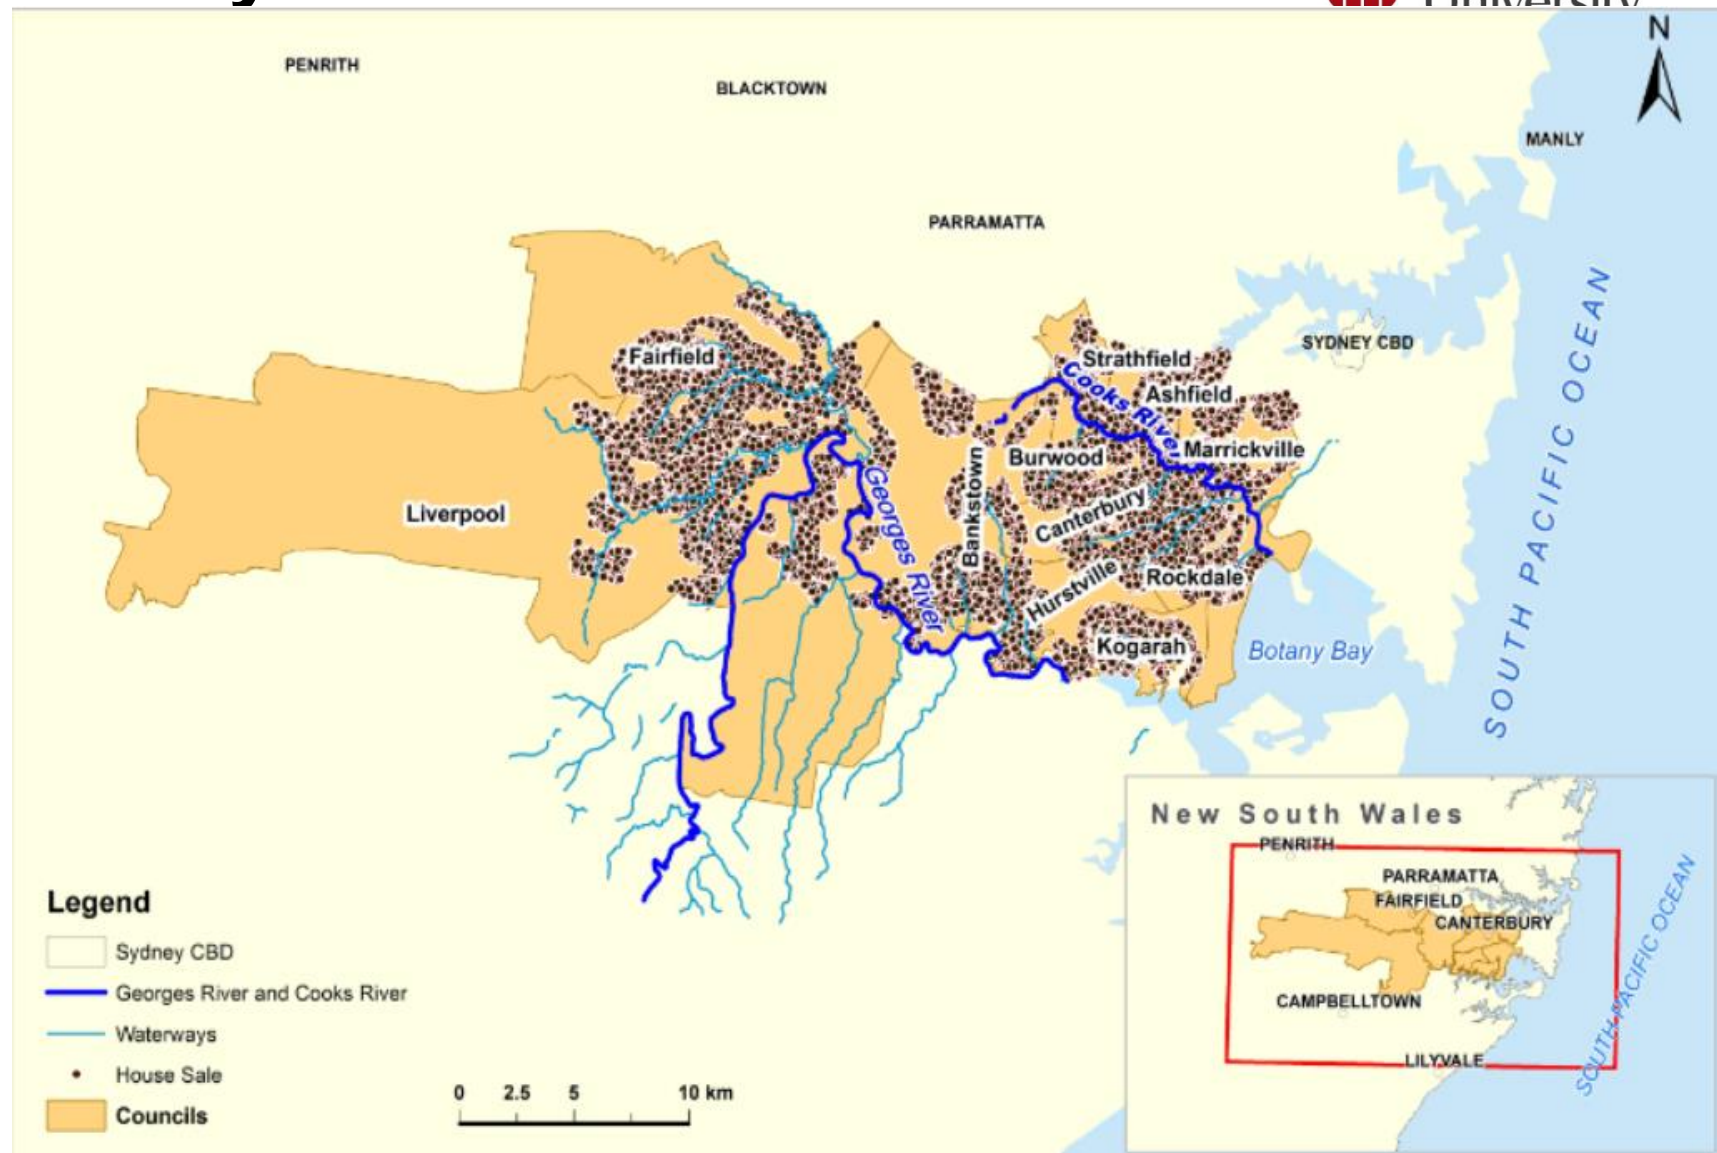 University
N
PENRITH
BLACKTOWN
MANLY
PARRAMATTA
SYDNEY CBD
SOUTH PACIFIC OCEAN
Fairfield
Strathfield
Cooks River
Ashfield
Marrickville
Burwood
Liverpool
Georges River
Bankstown
Canterbury
Hurstville
Rockdale
Kogarah
Botany Bay
Legend
Sydney CBD
Georges River and Cooks River
Waterways
House Sale
Councils
0 2.5 5 10 km
New South Wales
PENRITH
PARRAMATTA
FAIRFIELD
CANTERBURY
CAMPBELLTOWN
LILYVALE
SOUTH PACIFIC OCEAN